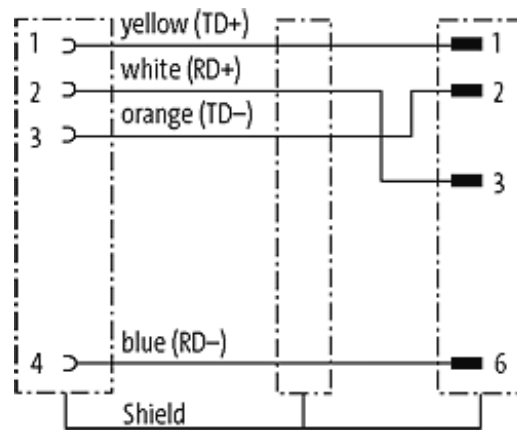 1 yellow (TD+) 1
2 white (RD+) 2
3 orange (TD–)
3
4 blue (RD–) 6
Shield